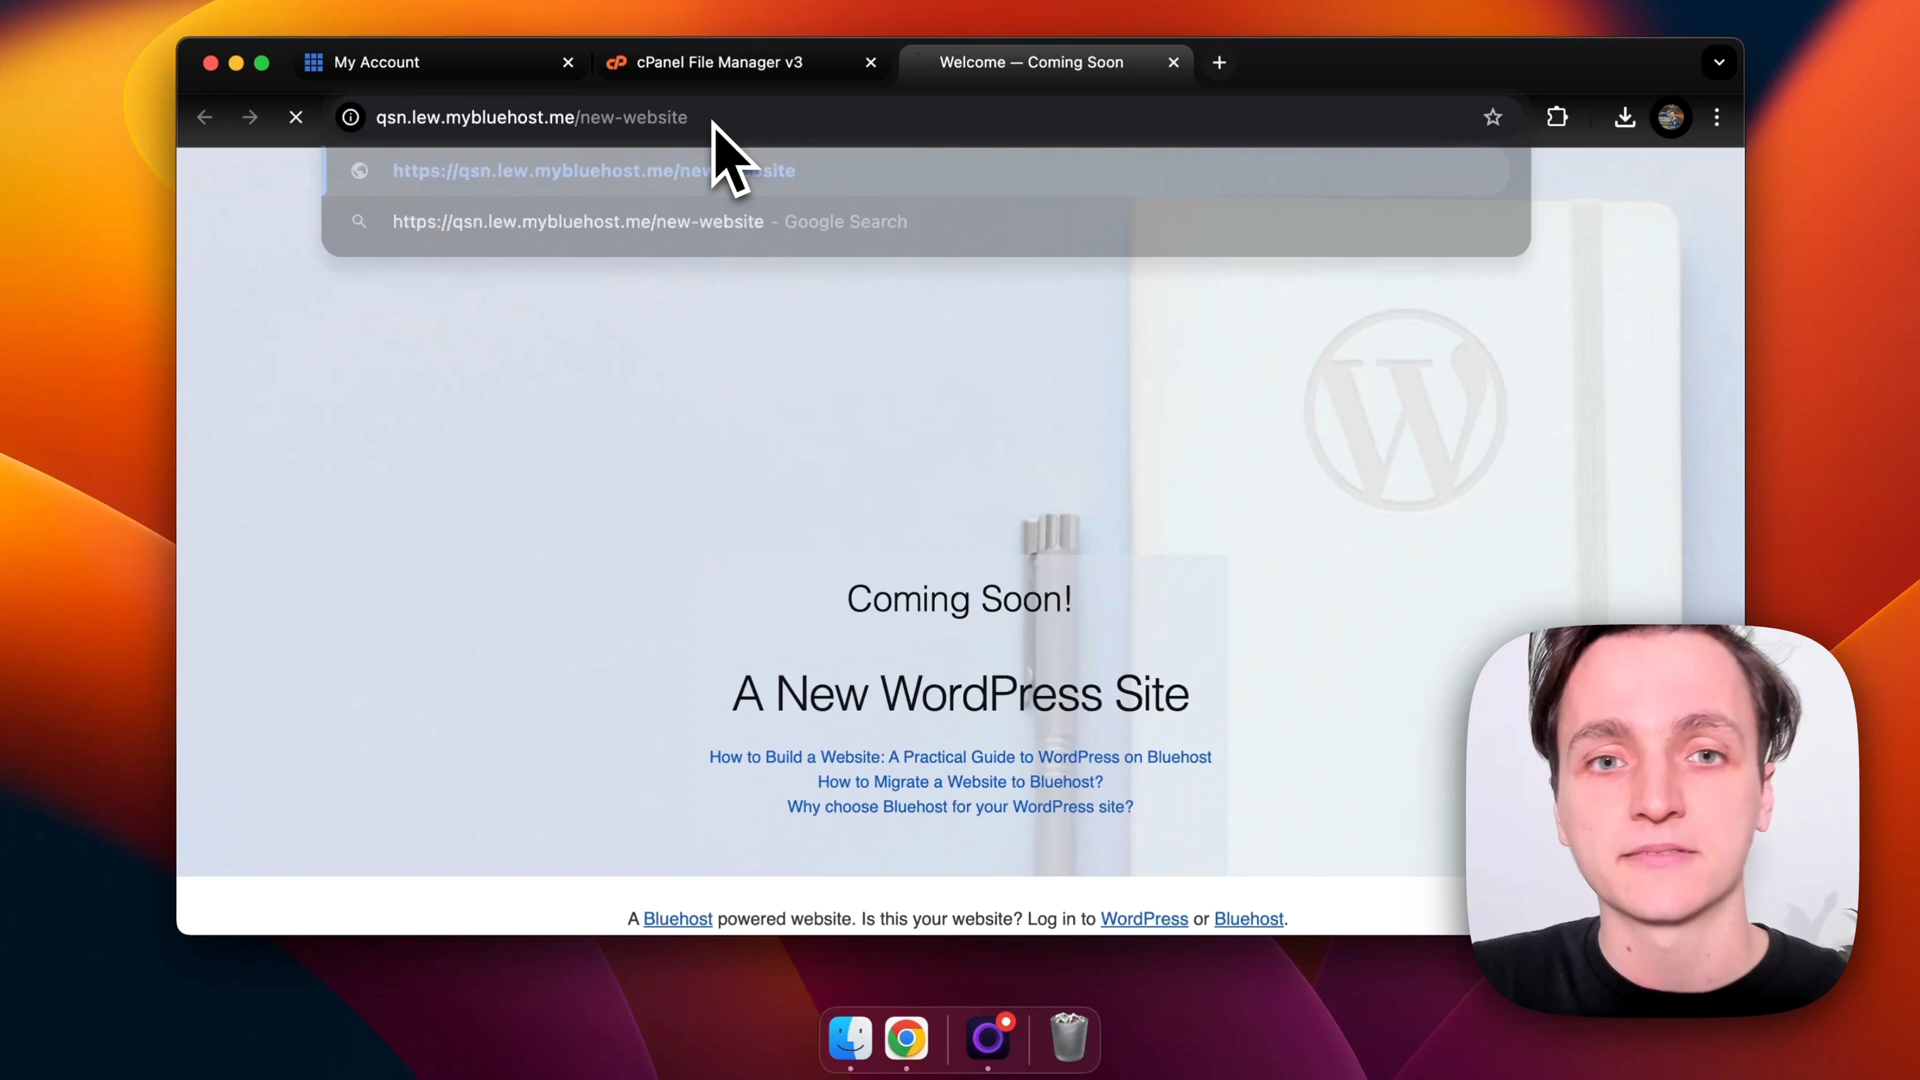 My Account
cPanel File Manager v3
Welcome — Coming Soon
qsn.lew.mybluehost.me/new-website
https://qsn.lew.mybluehost.me/new-website
https://qsn.lew.mybluehost.me/new-website - Google Search
Coming Soon!
A New WordPress Site
How to Build a Website: A Practical Guide to WordPress on Bluehost
How to Migrate a Website to Bluehost?
Why choose Bluehost for your WordPress site?
A Bluehost powered website. Is this your website? Log in to WordPress or Bluehost.